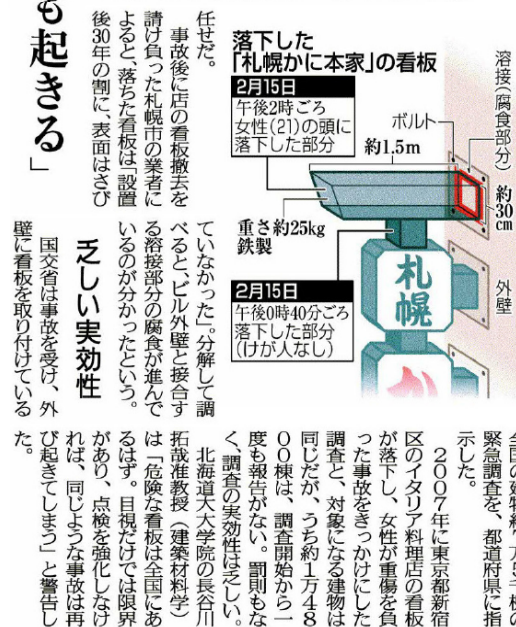 も起きる」
任せだ。
事故後に店の看板撤去を
請け負った札幌市の業者に
よると、落ちた看板は「設置
後30年の割に、表面はさび
落下した
「札幌かに本家」の看板
2月15日
午後2時ごろ
女性(21)の頭に
落下した部分
溶接(腐食部分)
ボルト
約1.5m
約30cm
重さ約25kg
鉄製
外壁
札幌
か
2月15日
午後0時40分ごろ
落下した部分
(けが人なし)
ていなかった」。分解して調
べると、ビル外壁と接合す
る溶接部分の腐食が進んで
いるのが分かったという。
乏しい実効性
国交省は事故を受け、外
壁に看板を取り付けている
緊急調査を、都道府県に指
示した。
2007年に東京都新宿
区のイタリア料理店の看板
が落下し、女性が重傷を負
った事故をきっかけにした
調査と、対象になる建物は
同じだが、うち約1万48
00棟は、調査開始から一
度も報告がない。罰則もな
く、調査の実効性は乏しい。
北海道大大学院の長谷川
拓哉准教授(建築材料学)
は「危険な看板は全国にあ
るはず。目視だけでは限界
があり、点検を強化しなけ
れば、同じような事故は再
び起きてしまう」と警告し
た。